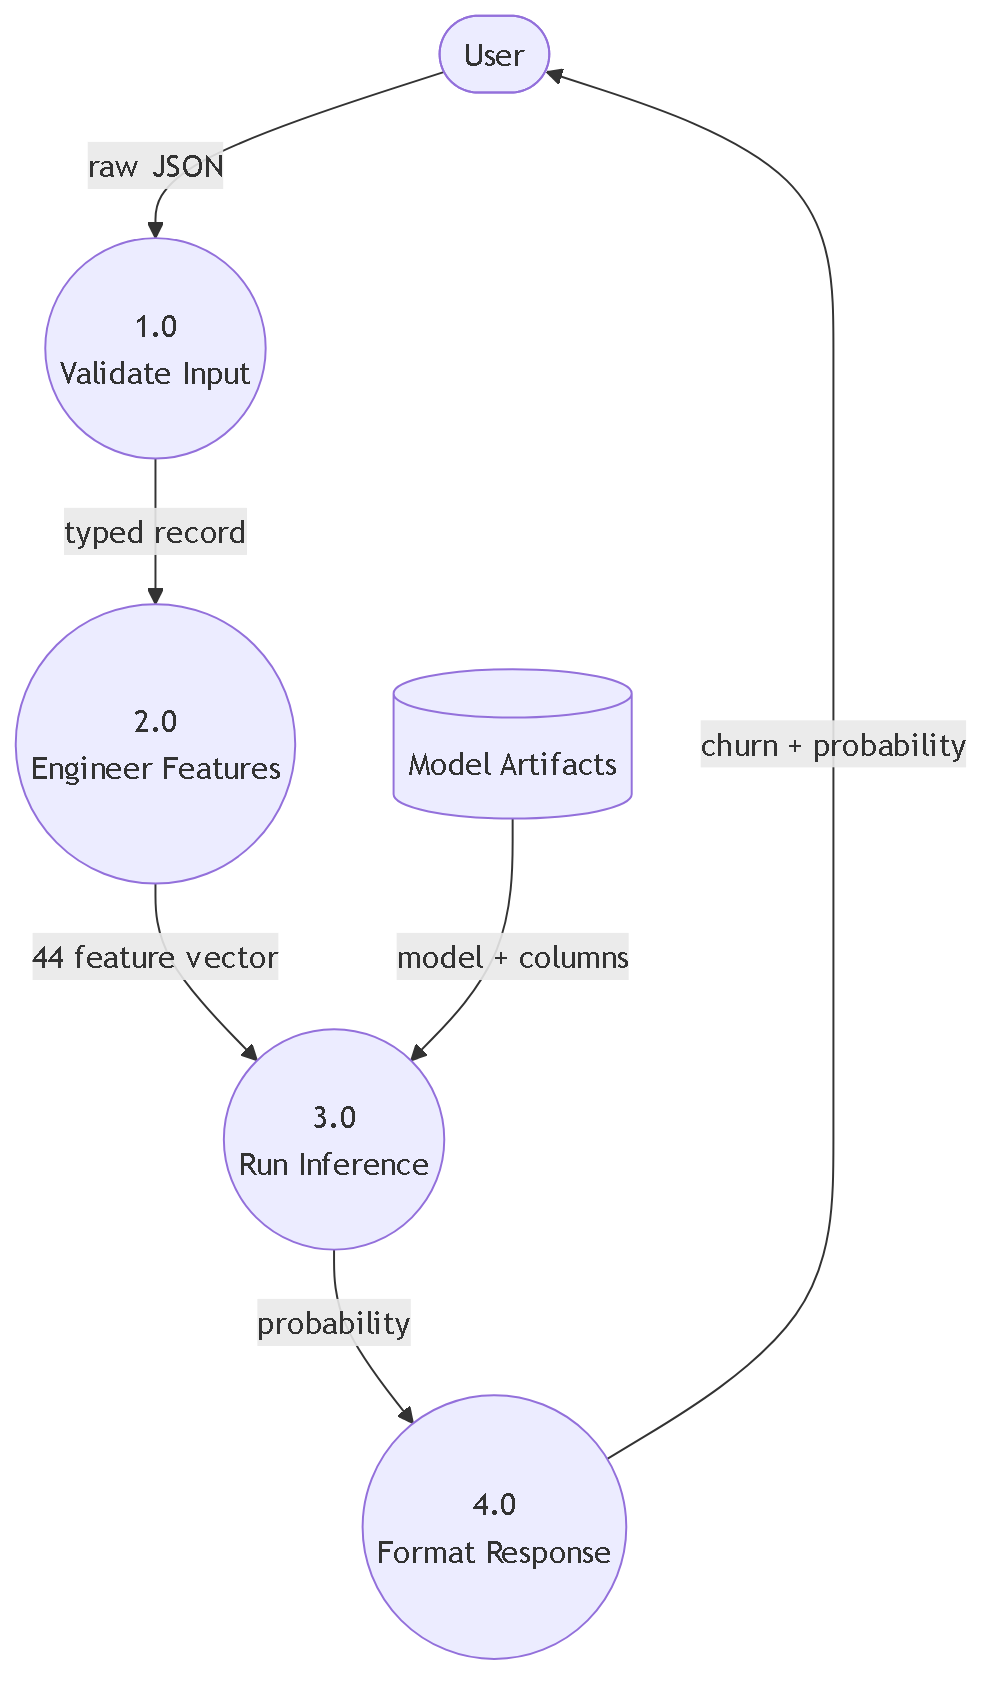 User
raw JSON
1.0
Validate Input
typed record
2.0
Engineer Features
Model Artifacts
churn + probability
44 feature vector
model + columns
3.0
Run Inference
probability
4.0
Format Response